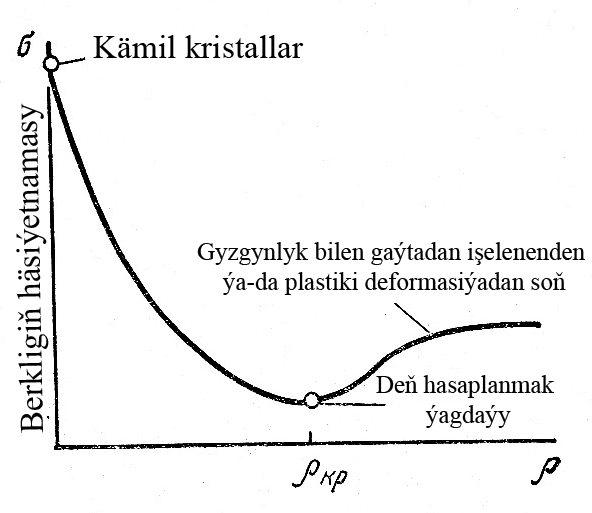 б
Kämil kristallar
Berkligiň häsiýetnamasy
Gyzgynlyk bilen gaýtadan işelenenden
ýa-da plastiki deformasiýadan soň
Deň hasaplanmak
ýagdaýy
ρкр
ρ